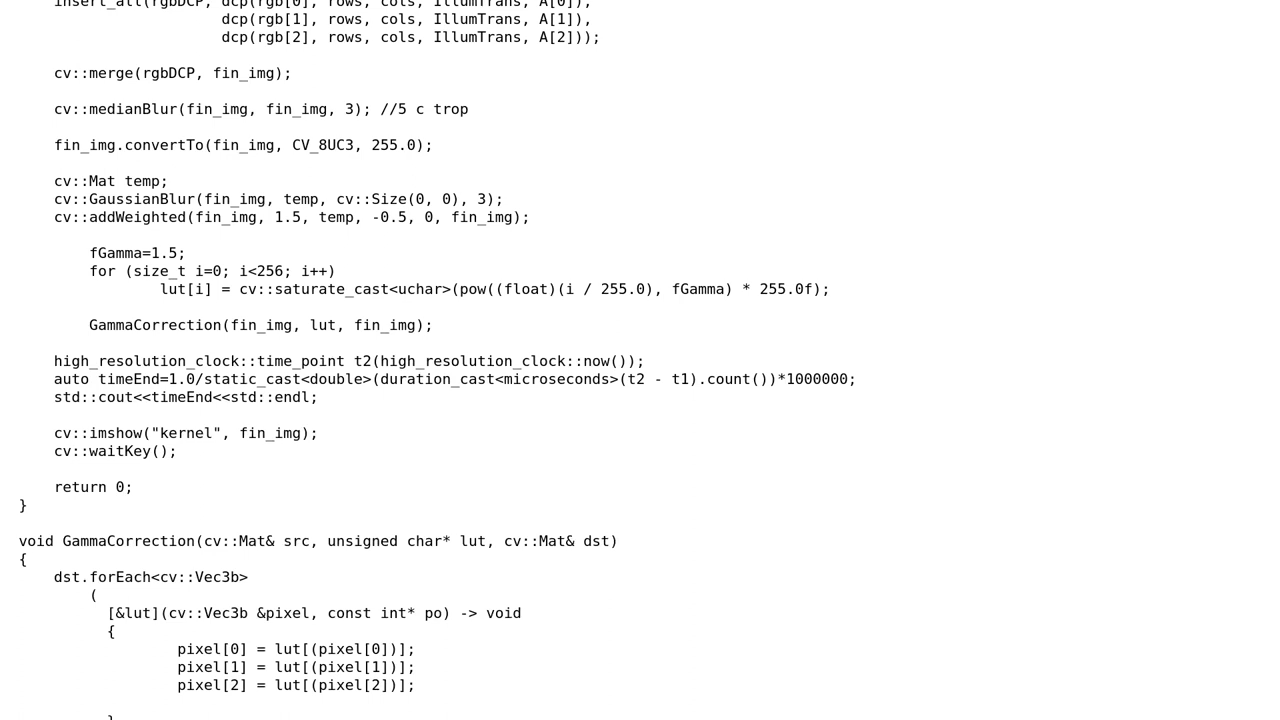 insert_all(rgbDCP, dcp(rgb[0], rows, cols, IllumTrans, A[0]),
dcp(rgb[1], rows, cols, IllumTrans, A[1]),
dcp(rgb[2], rows, cols, IllumTrans, A[2]));
cv::merge(rgbDCP, fin_img);
cv::medianBlur(fin_img, fin_img, 3); //5 c trop
fin_img.convertTo(fin_img, CV_8UC3, 255.0);
cv::Mat temp;
cv::GaussianBlur(fin_img, temp, cv::Size(0, 0), 3);
cv::addWeighted(fin_img, 1.5, temp, -0.5, 0, fin_img);
fGamma=1.5;
for (size_t i=0; i<256; i++)
lut[i] = cv::saturate_cast<uchar>(pow((float)(i / 255.0), fGamma) * 255.0f);
GammaCorrection(fin_img, lut, fin_img);
high_resolution_clock::time_point t2(high_resolution_clock::now());
auto timeEnd=1.0/static_cast<double>(duration_cast<microseconds>(t2 - t1).count())*1000000;
std::cout<<timeEnd<<std::endl;
cv::imshow("kernel", fin_img);
cv::waitKey();
return 0;
}
void GammaCorrection(cv::Mat& src, unsigned char* lut, cv::Mat& dst)
{
dst.forEach<cv::Vec3b>
(
[&lut](cv::Vec3b &pixel, const int* po) -> void
{
pixel[0] = lut[(pixel[0])];
pixel[1] = lut[(pixel[1])];
pixel[2] = lut[(pixel[2])];
}